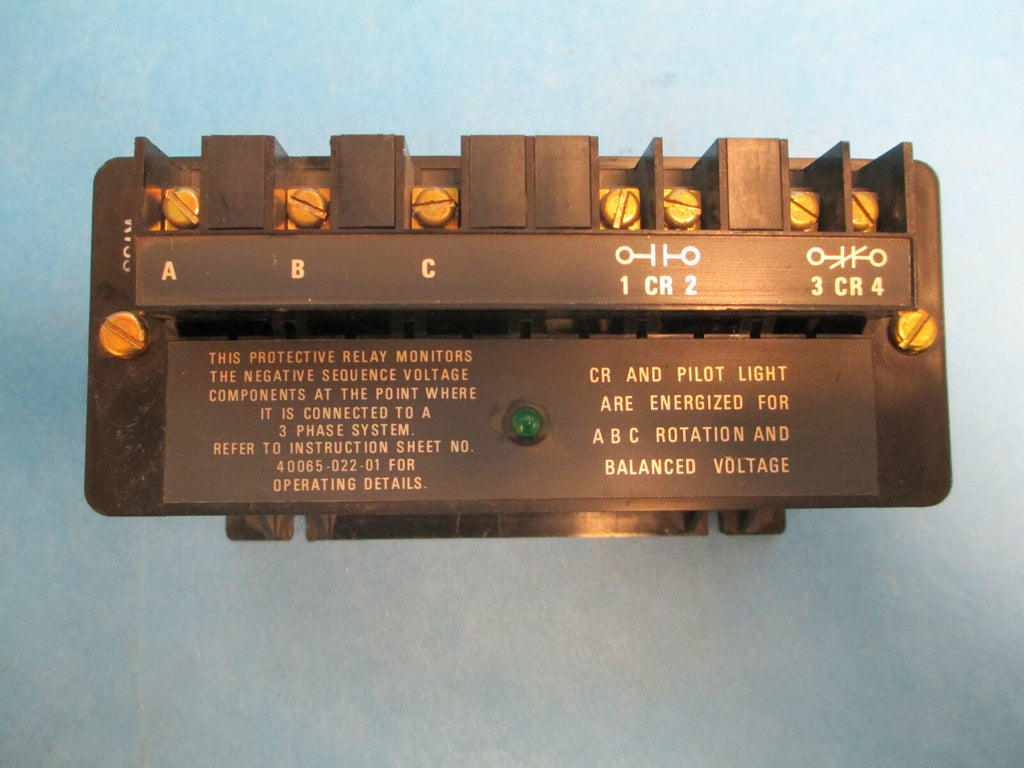 A B C
1 CR 2 3 CR 4
THIS PROTECTIVE RELAY MONITORS
THE NEGATIVE SEQUENCE VOLTAGE
COMPONENTS AT THE POINT WHERE
IT IS CONNECTED TO A
3 PHASE SYSTEM.
REFER TO INSTRUCTION SHEET NO.
40065-022-01 FOR
OPERATING DETAILS.
CR AND PILOT LIGHT
ARE ENERGIZED FOR
A B C ROTATION AND
BALANCED VOLTAGE